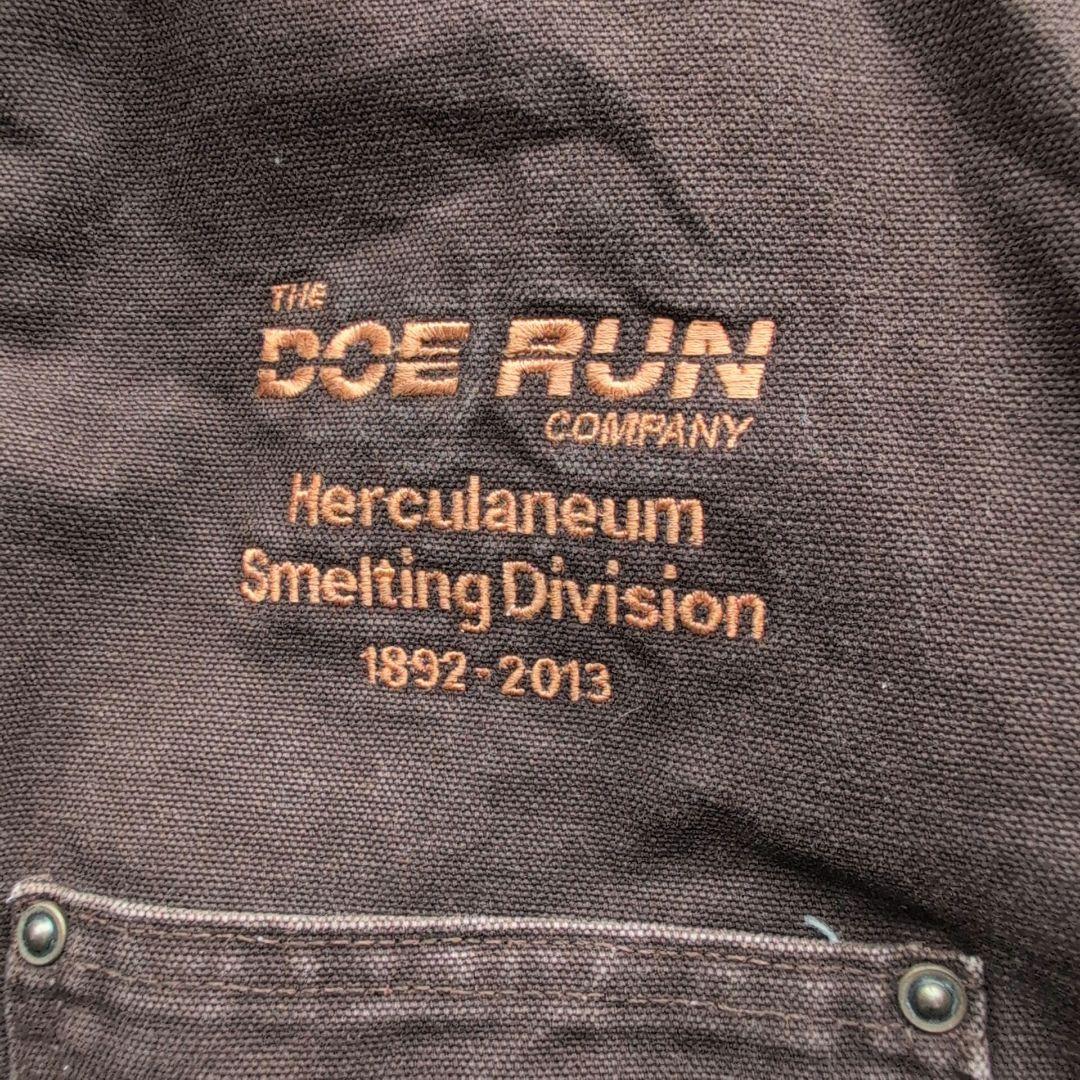 THE
DOE RUN
COMPANY
Herculaneum
Smelting Division
1892-2013